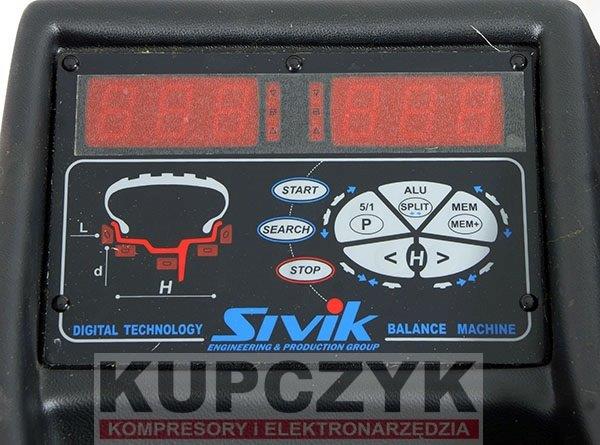 START
SEARCH
STOP
5/1
P
ALU
SPLIT
MEM
MEM+
< H >
L
d
H
DIGITAL TECHNOLOGY
Sivik
ENGINEERING & PRODUCTION GROUP
BALANCE MACHINE
KUPCZYK
KOMPRESORY i ELEKTRONARZĘDZIA